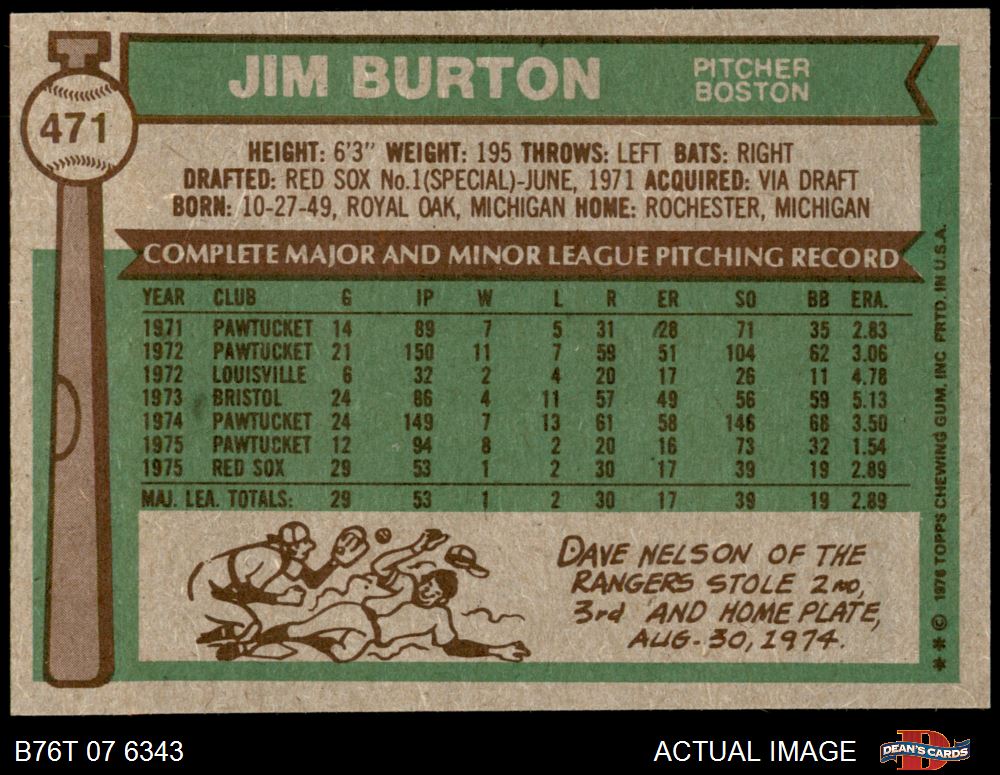 471
JIM BURTON
PITCHER
BOSTON
HEIGHT: 6'3" WEIGHT: 195 THROWS: LEFT BATS: RIGHT
DRAFTED: RED SOX No.1(SPECIAL)-JUNE, 1971 ACQUIRED: VIA DRAFT
BORN: 10-27-49, ROYAL OAK, MICHIGAN HOME: ROCHESTER, MICHIGAN
COMPLETE MAJOR AND MINOR LEAGUE PITCHING RECORD
YEAR CLUB G IP W L R ER SO BB ERA.
1971 PAWTUCKET 14 89 7 5 31 28 71 35 2.83
1972 PAWTUCKET 21 150 11 7 59 51 104 62 3.06
1972 LOUISVILLE 6 32 2 4 20 17 26 11 4.78
1973 BRISTOL 24 86 4 11 57 49 56 59 5.13
1974 PAWTUCKET 24 149 7 13 61 58 146 68 3.50
1975 PAWTUCKET 12 94 8 2 20 16 73 32 1.54
1975 RED SOX 29 53 1 2 30 17 39 19 2.89
MAJ. LEA. TOTALS: 29 53 1 2 30 17 39 19 2.89
DAVE NELSON OF THE
RANGERS STOLE 2ND,
3rd AND HOME PLATE,
AUG. 30, 1974.
** © 1976 TOPPS CHEWING GUM, INC PRTD. IN U.S.A.
B76T 07 6343
ACTUAL IMAGE
D
DEAN'S CARDS